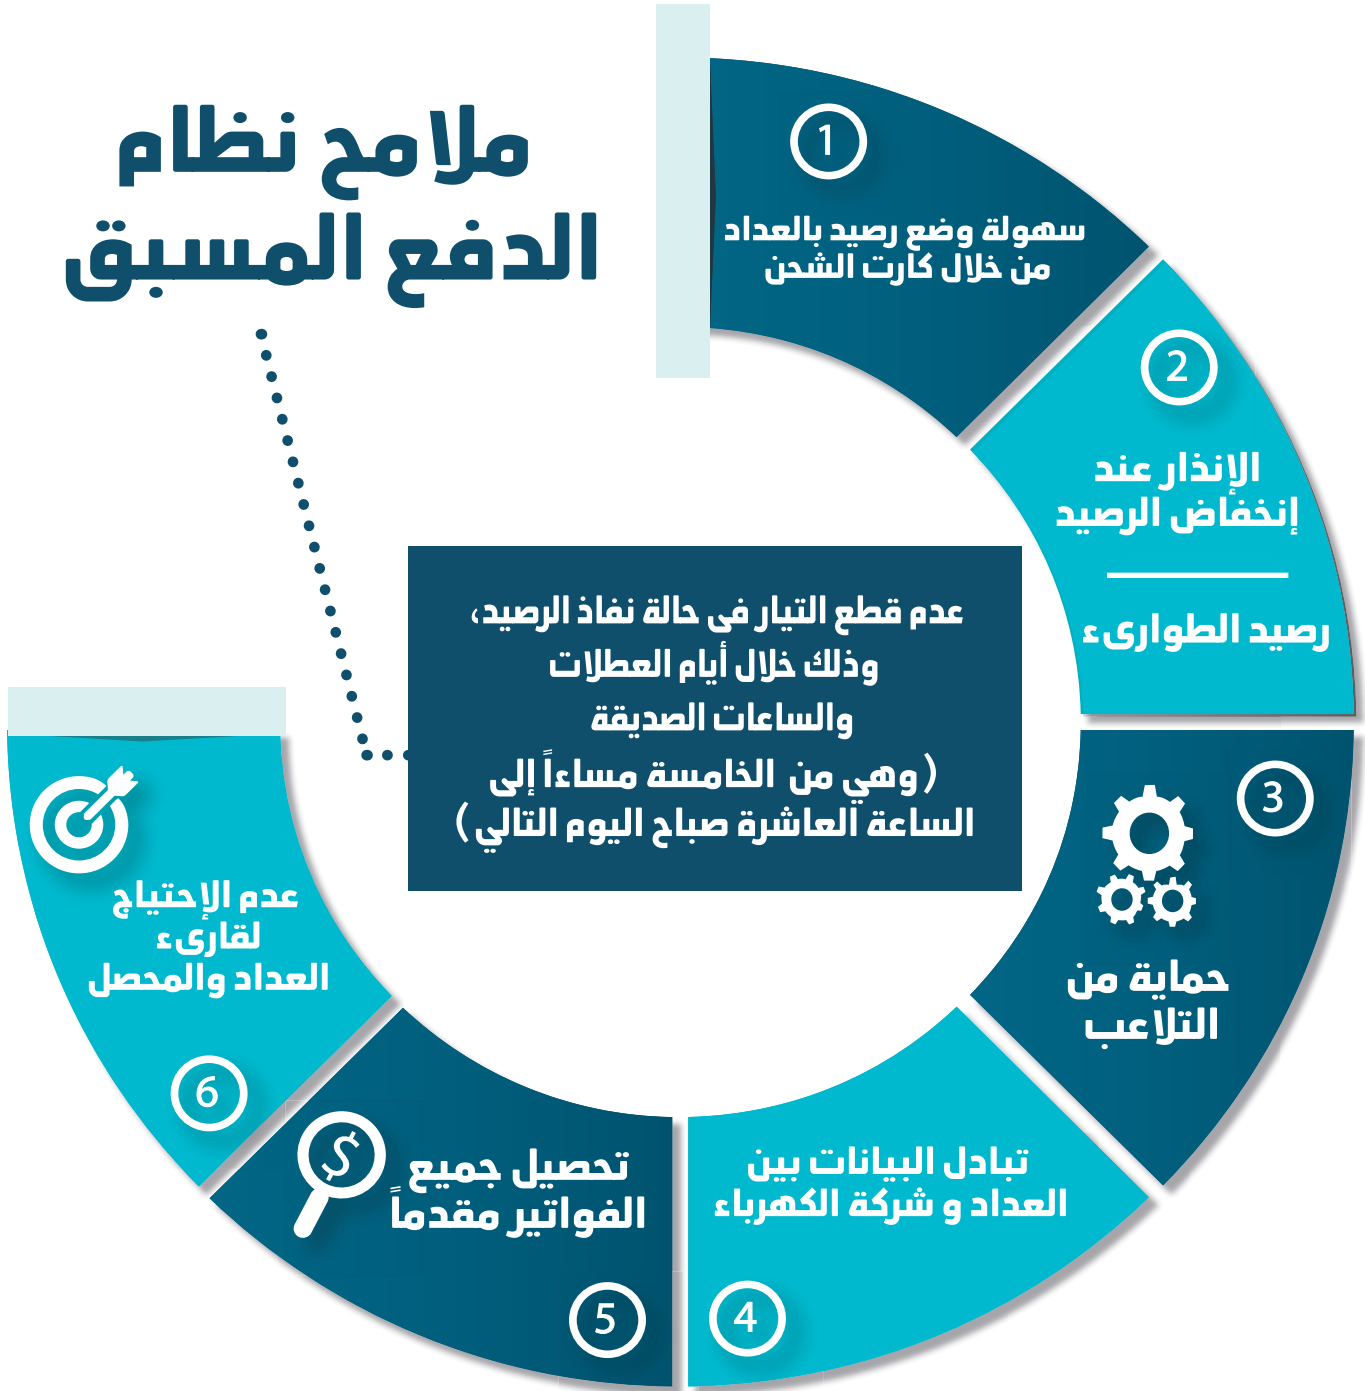 ملامح نظام
الدفع المسبق
1
سهولة وضع رصيد بالعداد
من خلال كارت الشحن
2
الإنذار عند
إنخفاض الرصيد
رصيد الطوارىء
3
حماية من
التلاعب
4
تبادل البيانات بين
العداد و شركة الكهرباء
5
تحصيل جميع
الفواتير مقدماً
$
6
عدم الإحتياج
لقارىء
العداد والمحصل
عدم قطع التيار فى حالة نفاذ الرصيد،
وذلك خلال أيام العطلات
والساعات الصديقة
(وهي من الخامسة مساءاً إلى
الساعة العاشرة صباح اليوم التالي)